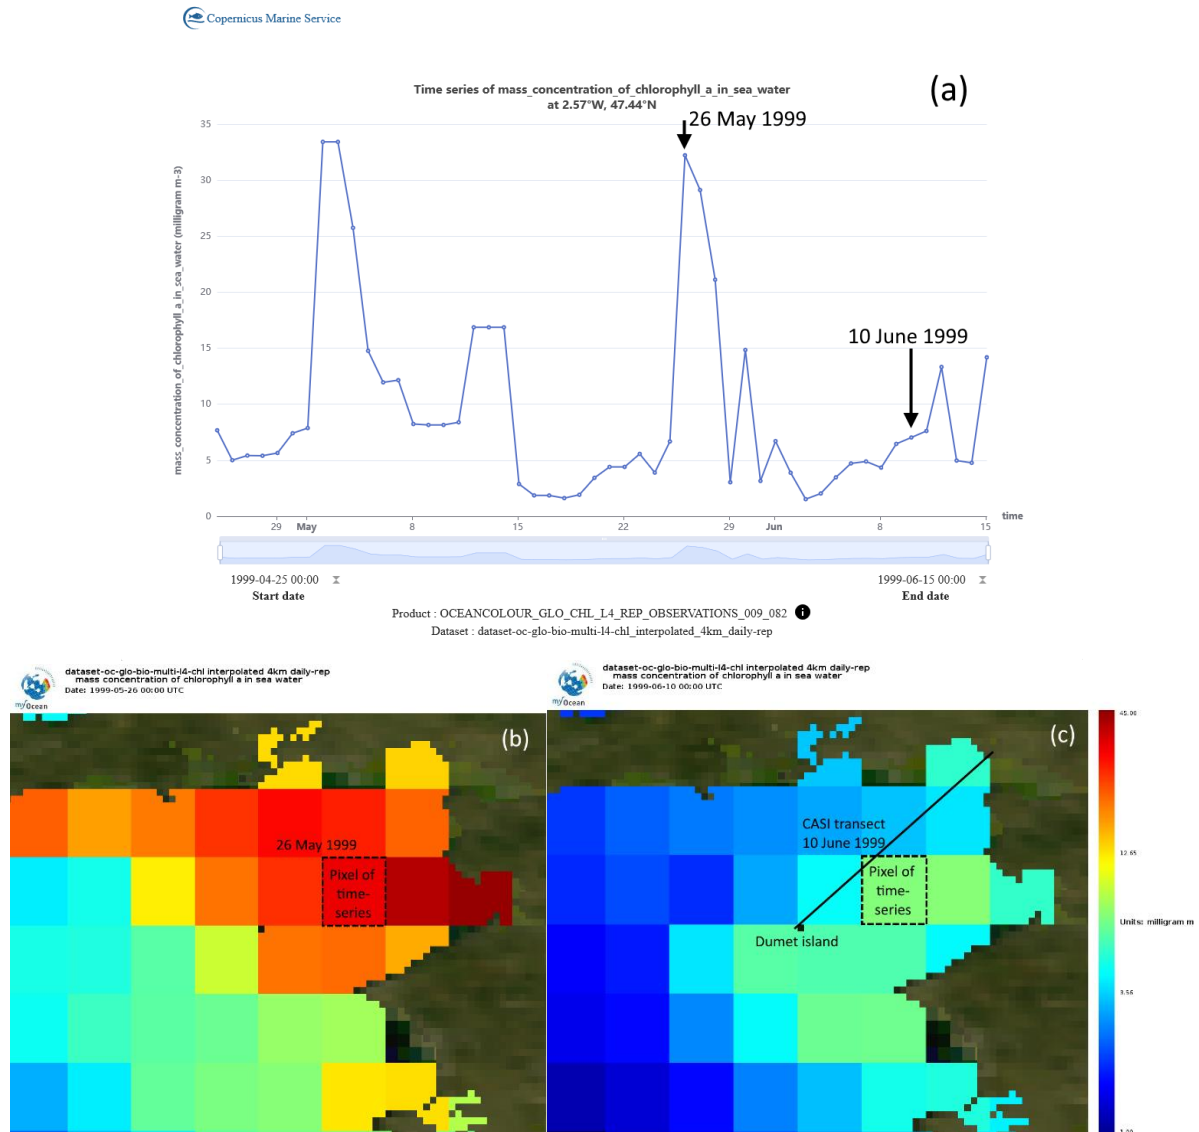 Copernicus Marine Service
(a)
Time series of mass_concentration_of_chlorophyll_a_in_sea_water
at 2.57°W, 47.44°N
26 May 1999
10 June 1999
mass_concentration_of_chlorophyll_a_in_sea_water (milligram m-3)
35
30
25
20
15
10
5
0
29 May 8 15 22 29 Jun 8 15
time
1999-04-25 00:00
Start date
1999-06-15 00:00
End date
Product : OCEANCOLOUR_GLO_CHL_L4_REP_OBSERVATIONS_009_082
Dataset : dataset-oc-glo-bio-multi-l4-chl_interpolated_4km_daily-rep
dataset-oc-glo-bio-multi-l4-chl interpolated 4km daily-rep
mass concentration of chlorophyll a in sea water
Date: 1999-05-26 00:00 UTC
myOcean
(b)
26 May 1999
Pixel of
time-
series
dataset-oc-glo-bio-multi-l4-chl interpolated 4km daily-rep
mass concentration of chlorophyll a in sea water
Date: 1999-06-10 00:00 UTC
myOcean
(c)
CASI transect
10 June 1999
Pixel of
time-
series
Dumet island
12.65
Units: milligram m
3.56